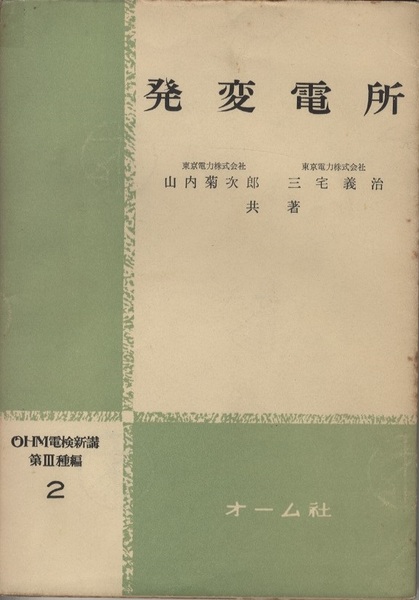 発変電所
東京電力株式会社 東京電力株式会社
山内菊次郎 三宅義治
共著
OHM電検新講
第III種編
2
オーム社